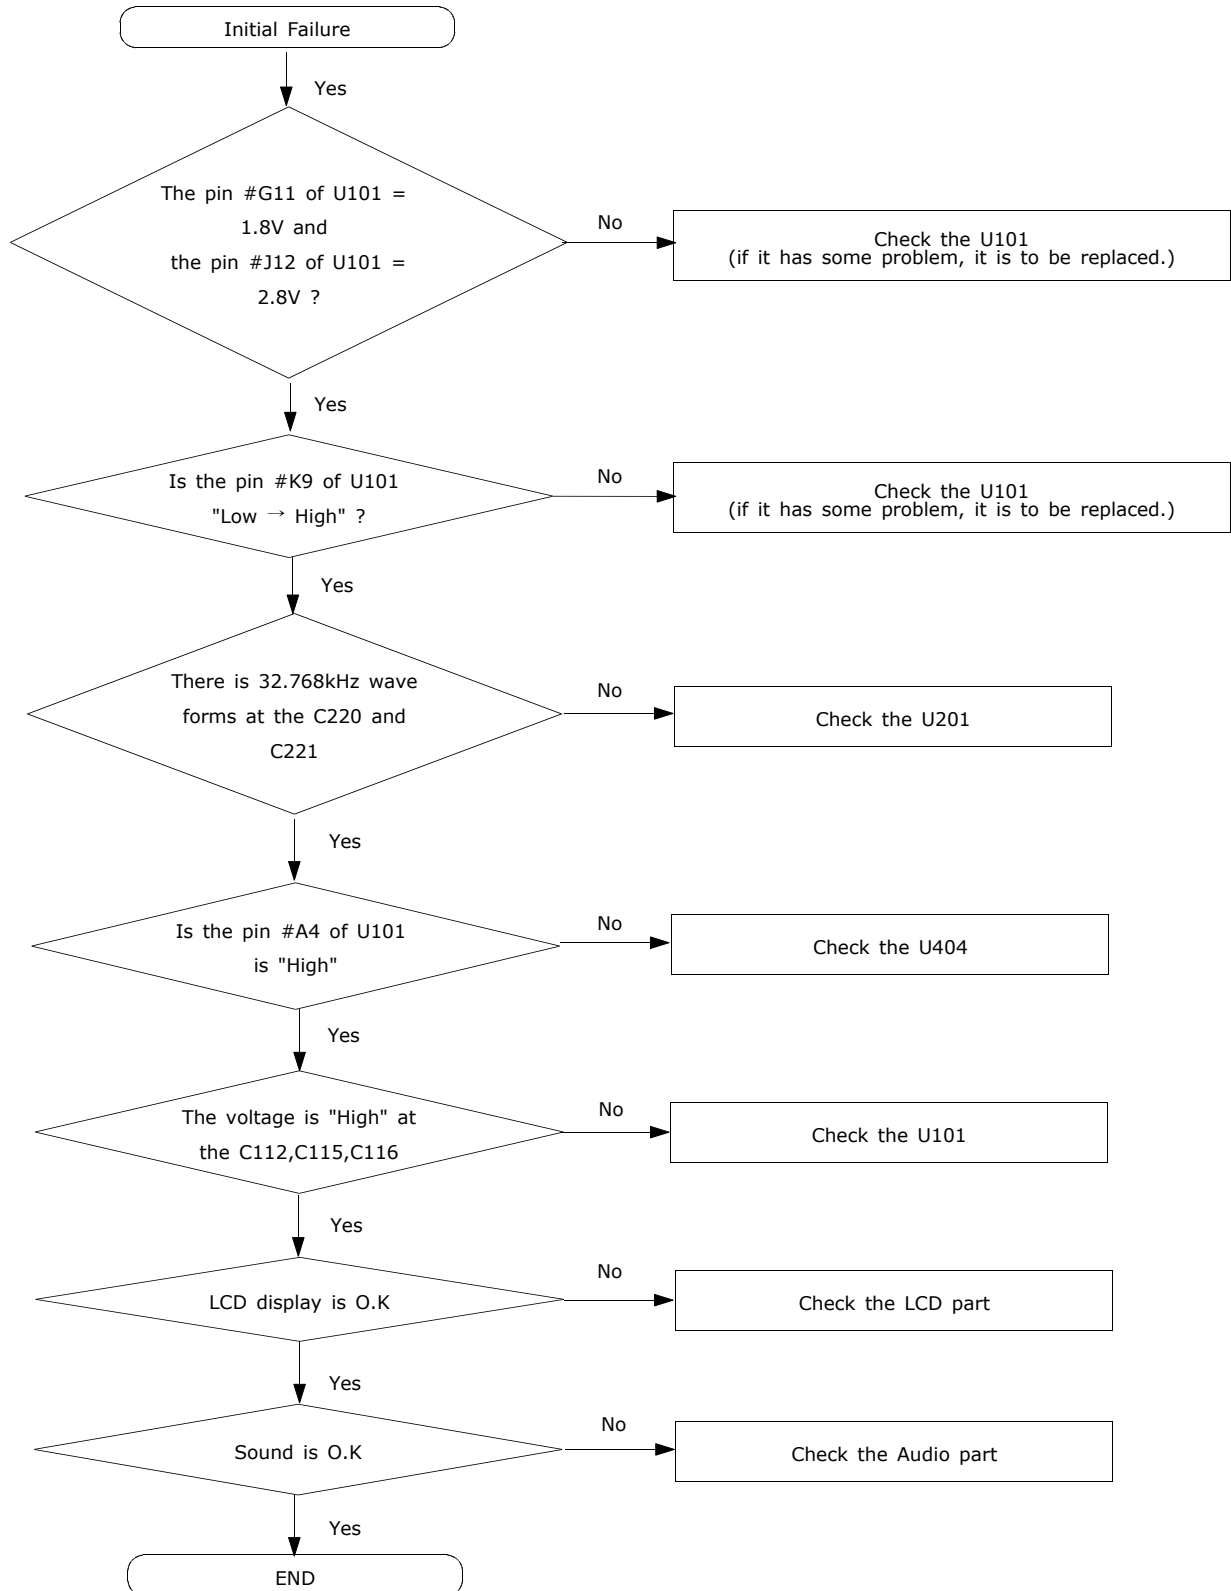 Initial Failure
Yes
The pin #G11 of U101 =
1.8V and
the pin #J12 of U101 =
2.8V ?
No
Check the U101
(if it has some problem, it is to be replaced.)
Yes
Is the pin #K9 of U101
"Low → High" ?
No
Check the U101
(if it has some problem, it is to be replaced.)
Yes
There is 32.768kHz wave
forms at the C220 and
C221
No
Check the U201
Yes
Is the pin #A4 of U101
is "High"
No
Check the U404
Yes
The voltage is "High" at
the C112,C115,C116
No
Check the U101
Yes
LCD display is O.K
No
Check the LCD part
Yes
Sound is O.K
No
Check the Audio part
Yes
END